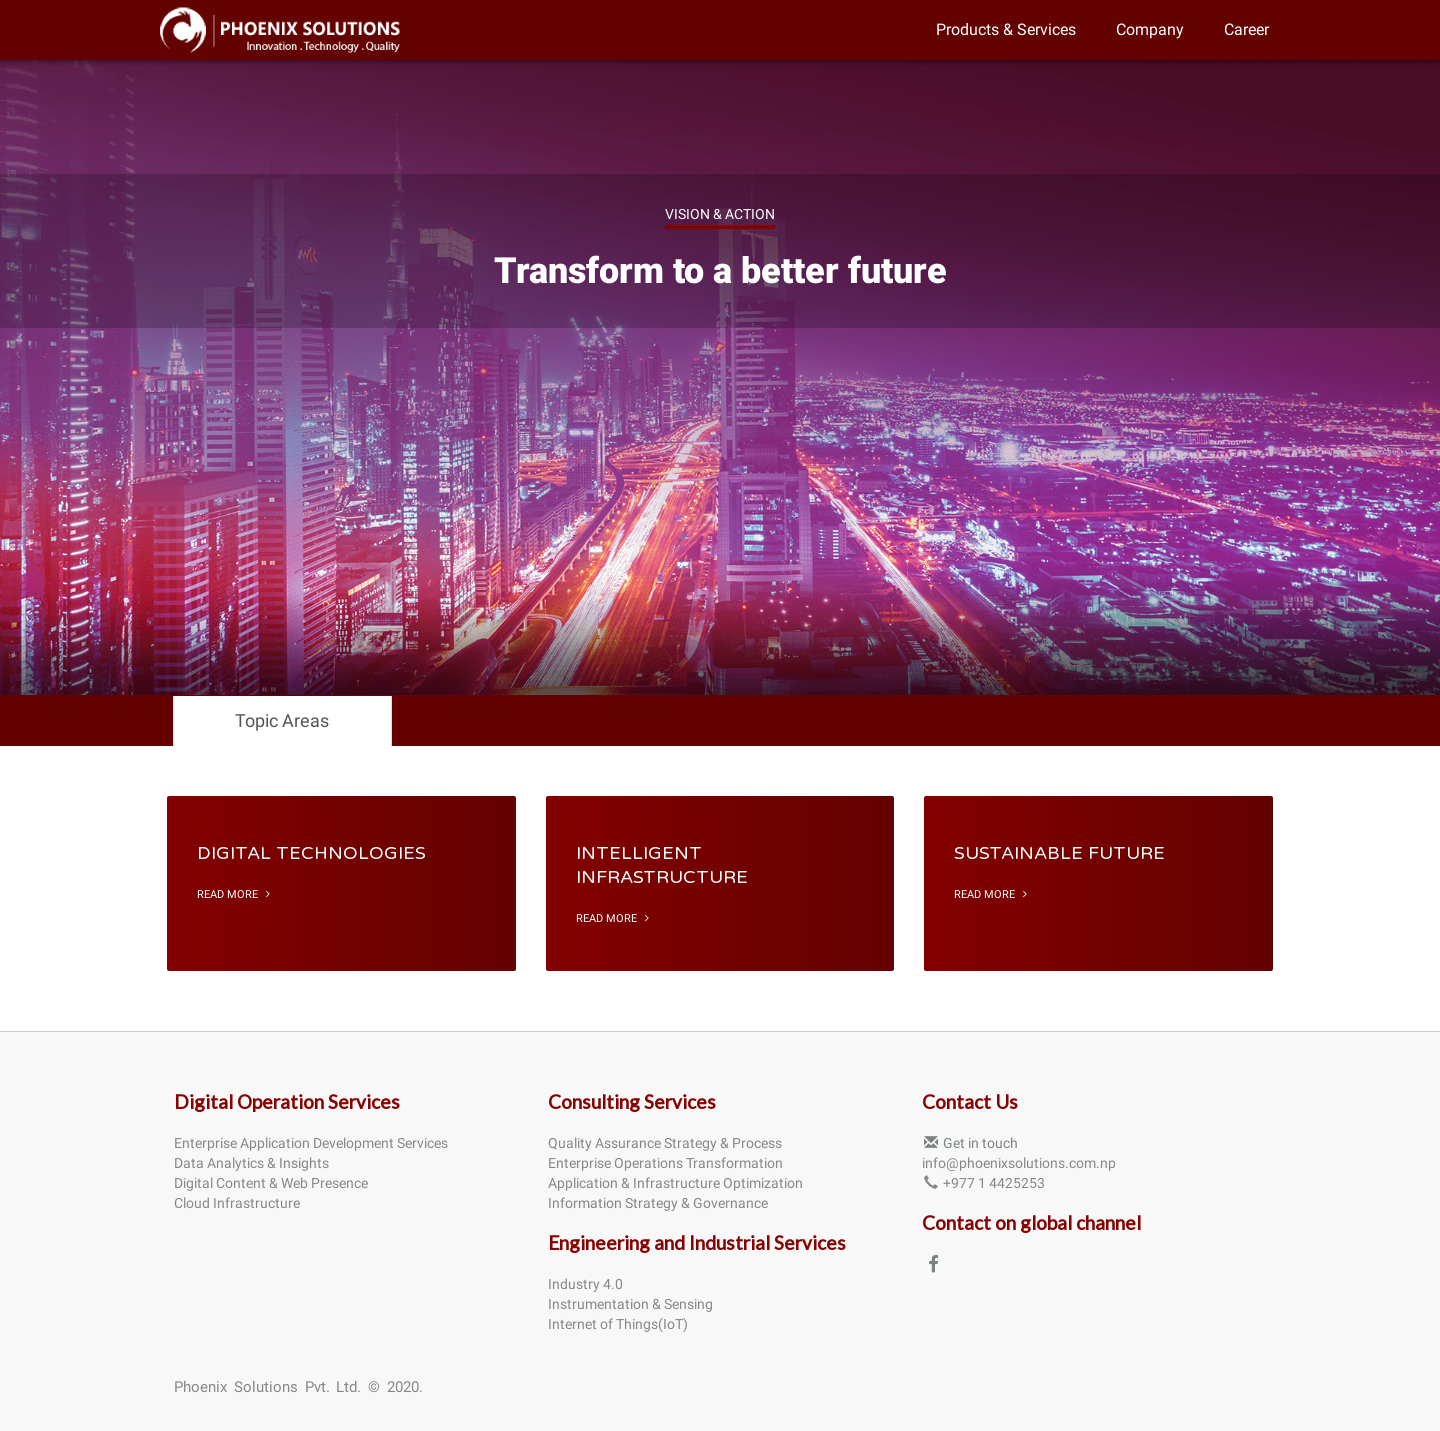 PHOENIX SOLUTIONS
Innovation . Technology . Quality
Products & Services
Company
Career
VISION & ACTION
Transform to a better future
Topic Areas
DIGITAL TECHNOLOGIES
READ MORE
INTELLIGENT
INFRASTRUCTURE
READ MORE
SUSTAINABLE FUTURE
READ MORE
Digital Operation Services
Enterprise Application Development Services
Data Analytics & Insights
Digital Content & Web Presence
Cloud Infrastructure
Consulting Services
Quality Assurance Strategy & Process
Enterprise Operations Transformation
Application & Infrastructure Optimization
Information Strategy & Governance
Engineering and Industrial Services
Industry 4.0
Instrumentation & Sensing
Internet of Things(IoT)
Contact Us
Get in touch
info@phoenixsolutions.com.np
+977 1 4425253
Contact on global channel
Phoenix Solutions Pvt. Ltd. © 2020.